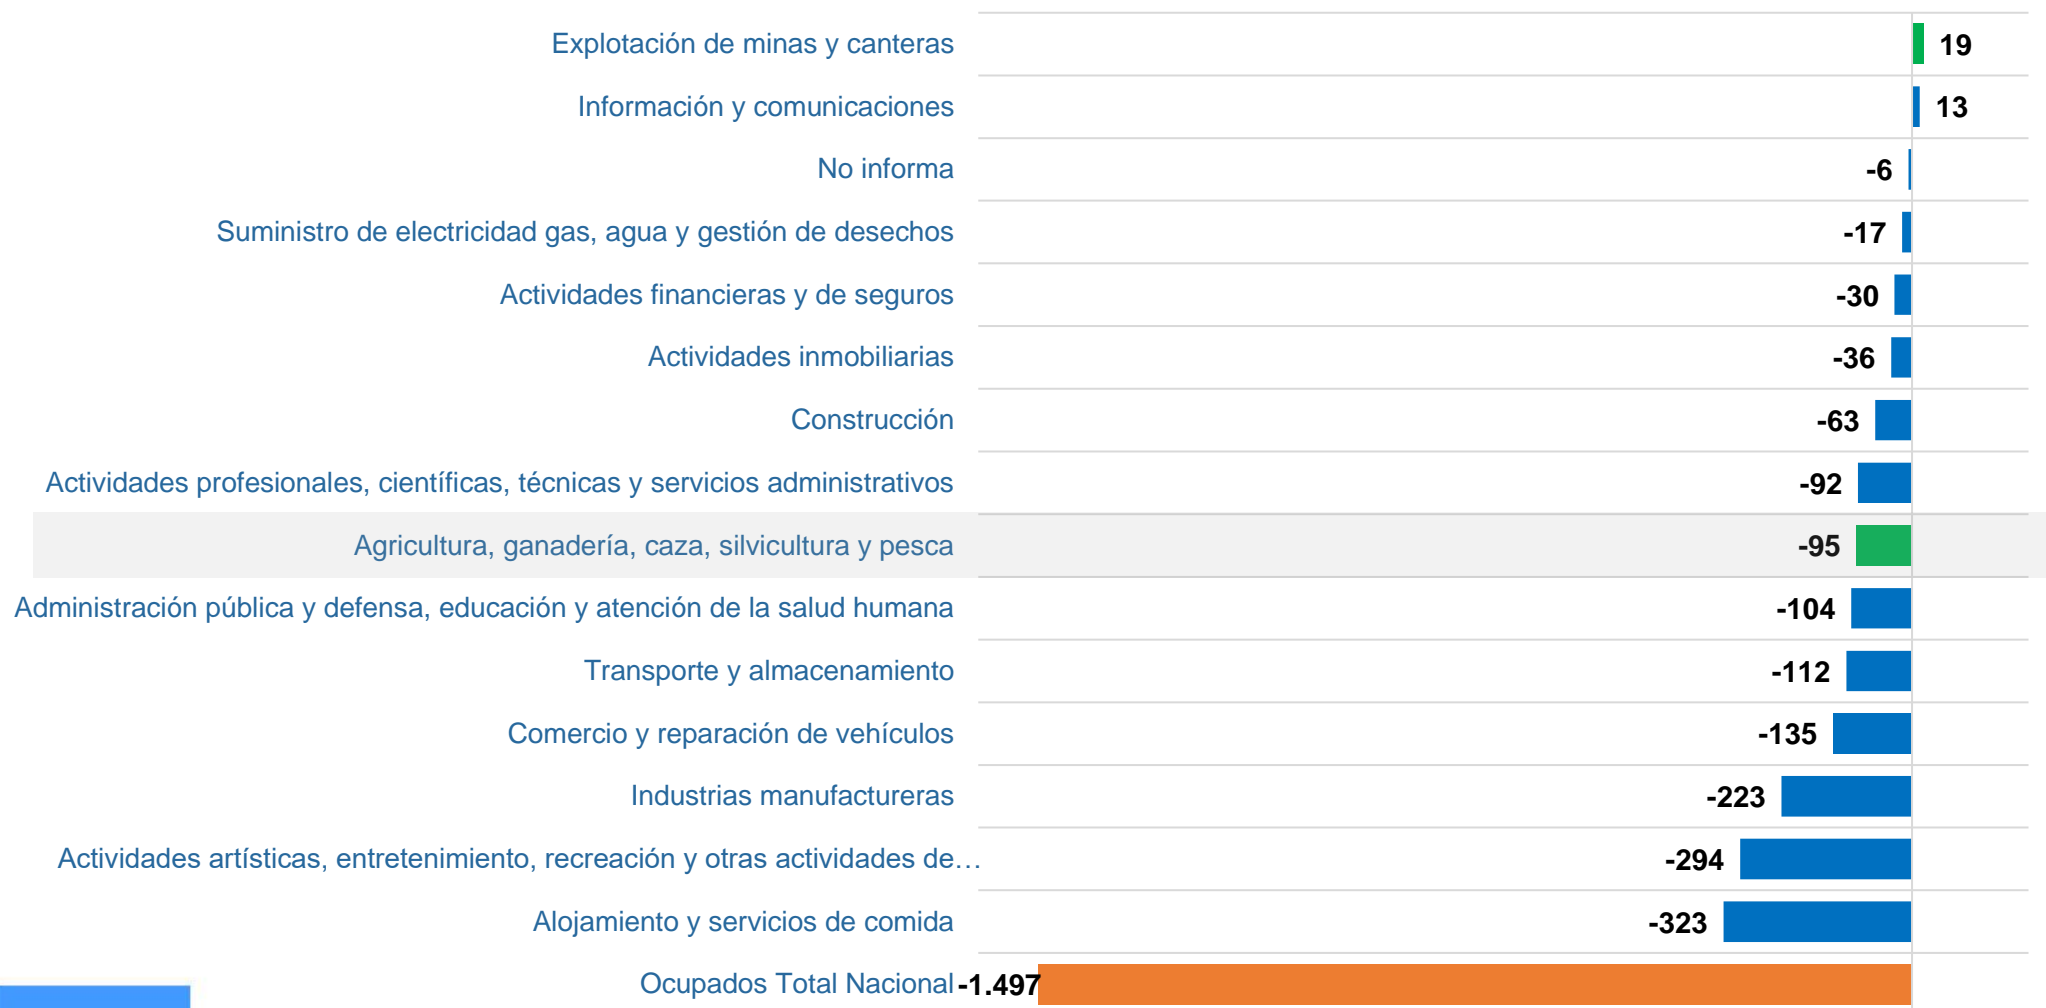 Explotación de minas y canteras 19
Información y comunicaciones 13
No informa -6
Suministro de electricidad gas, agua y gestión de desechos -17
Actividades financieras y de seguros -30
Actividades inmobiliarias -36
Construcción -63
Actividades profesionales, científicas, técnicas y servicios administrativos -92
Agricultura, ganadería, caza, silvicultura y pesca -95
Administración pública y defensa, educación y atención de la salud humana -104
Transporte y almacenamiento -112
Comercio y reparación de vehículos -135
Industrias manufactureras -223
Actividades artísticas, entretenimiento, recreación y otras actividades de… -294
Alojamiento y servicios de comida -323
Ocupados Total Nacional -1.497